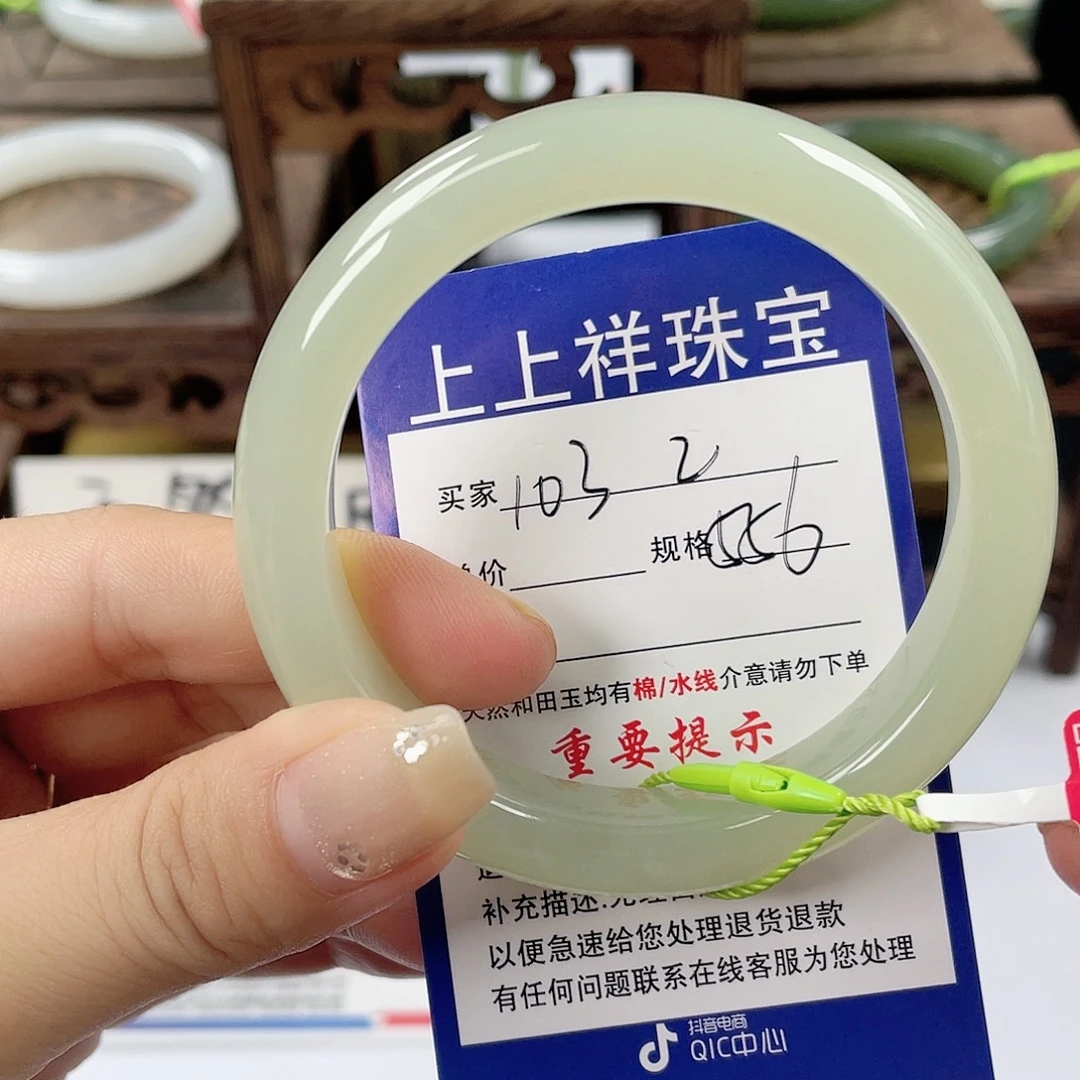 上上祥珠宝
买家 103 2
价 规格 556
天然和田玉均有棉/水线介意请勿下单
重要提示
补充描述:
以便急速给您处理退货退款
有任何问题联系在线客服为您处理
抖音电商
QIC中心